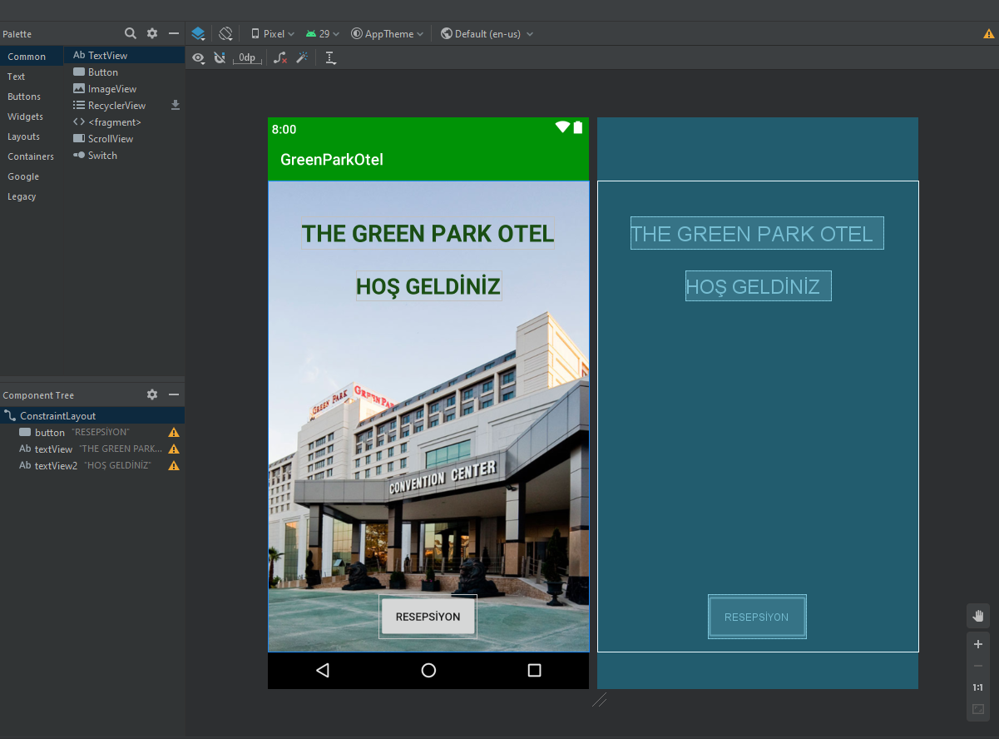 Palette
Pixel
29
AppTheme
Default (en-us)
Common
Text
Buttons
Widgets
Layouts
Containers
Google
Legacy
Ab TextView
Button
ImageView
RecyclerView
<fragment>
ScrollView
Switch
0dp
8:00
GreenParkOtel
THE GREEN PARK OTEL
HOŞ GELDİNİZ
GREEN PARK
GREEN PA
CONVENTION CENTER
RESEPSİYON
THE GREEN PARK OTEL
HOŞ GELDİNİZ
RESEPSİYON
Component Tree
ConstraintLayout
button "RESEPSİYON"
Ab textView "THE GREEN PARK...
Ab textView2 "HOŞ GELDİNİZ"
1:1